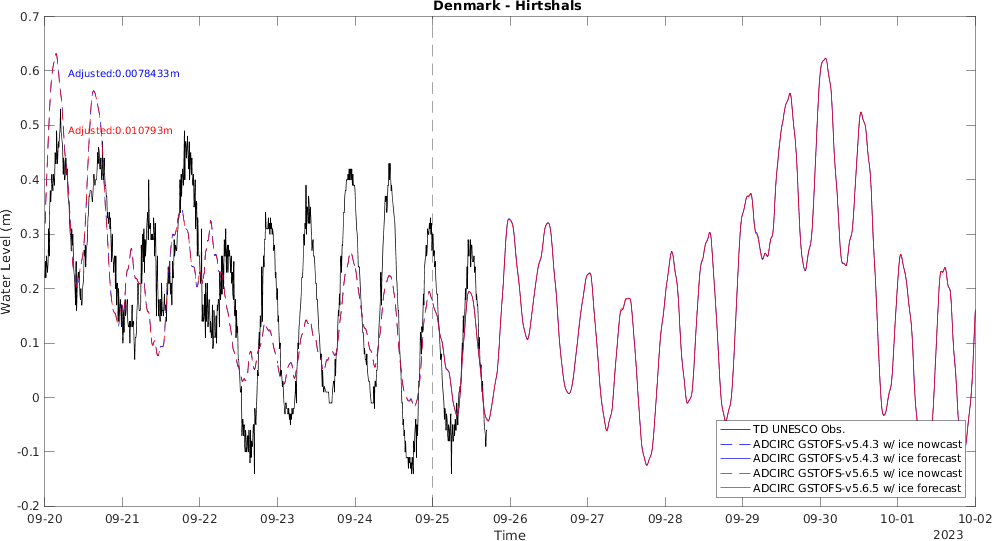 Denmark - Hirtshals
Water Level (m)
0.7
0.6
0.5
0.4
0.3
0.2
0.1
0
-0.1
-0.2
Adjusted:0.0078433m
Adjusted:0.010793m
TD UNESCO Obs.
ADCIRC GSTOFS-v5.4.3 w/ ice nowcast
ADCIRC GSTOFS-v5.4.3 w/ ice forecast
ADCIRC GSTOFS-v5.6.5 w/ ice nowcast
ADCIRC GSTOFS-v5.6.5 w/ ice forecast
09-20 09-21 09-22 09-23 09-24 09-25 09-26 09-27 09-28 09-29 09-30 10-01 10-02
Time
2023